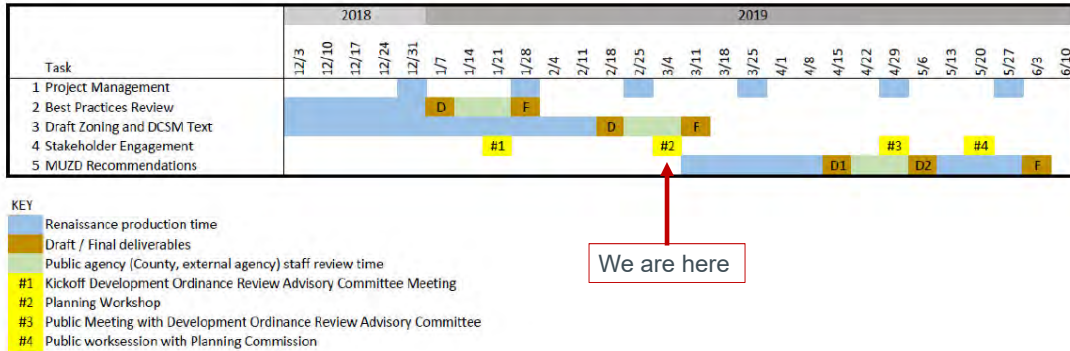 2018 2019
Task 12/3 12/10 12/17 12/24 12/31 1/7 1/14 1/21 1/28 2/4 2/11 2/18 2/25 3/4 3/11 3/18 3/25 4/1 4/8 4/15 4/22 4/29 5/6 5/13 5/20 5/27 6/3 6/10
1 Project Management
2 Best Practices Review D F
3 Draft Zoning and DCSM Text D F
4 Stakeholder Engagement #1 #2 #3 #4
5 MUZD Recommendations D1 D2 F
We are here
KEY
Renaissance production time
Draft / Final deliverables
Public agency (County, external agency) staff review time
#1 Kickoff Development Ordinance Review Advisory Committee Meeting
#2 Planning Workshop
#3 Public Meeting with Development Ordinance Review Advisory Committee
#4 Public worksession with Planning Commission